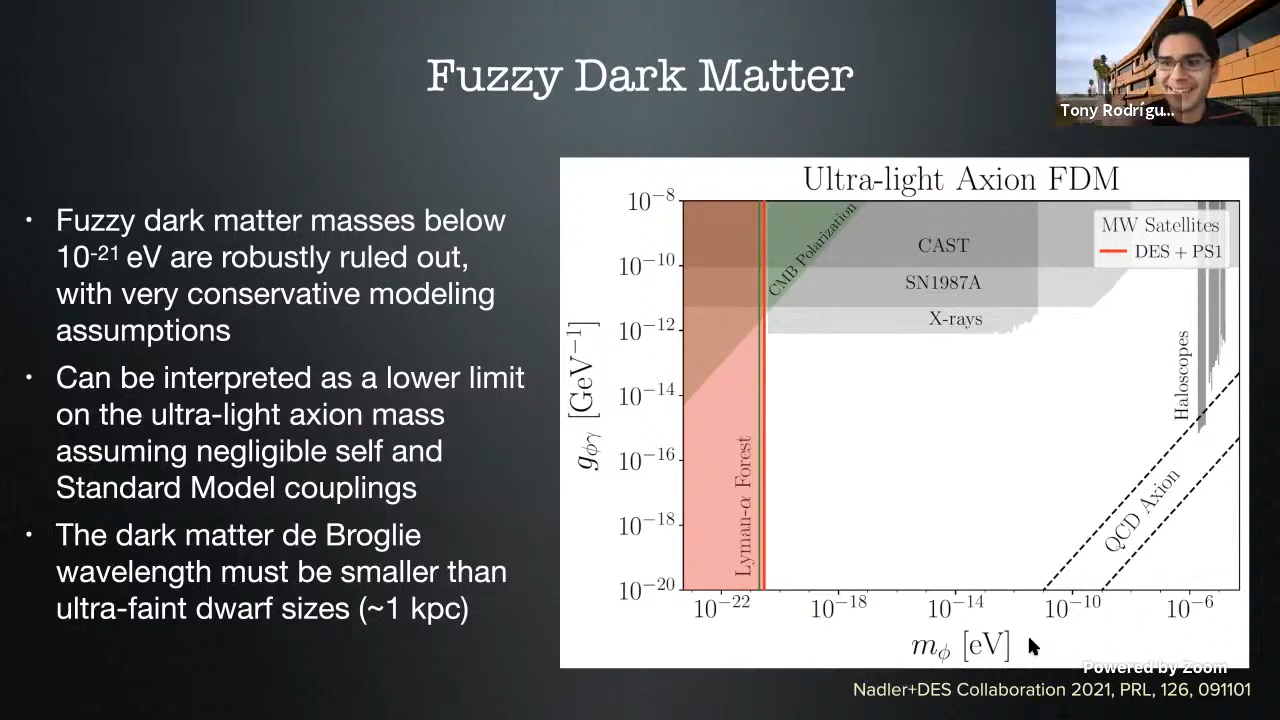 Fuzzy Dark Matter
Tony Rodrígu...
• Fuzzy dark matter masses below
10⁻²¹ eV are robustly ruled out,
with very conservative modeling
assumptions
• Can be interpreted as a lower limit
on the ultra-light axion mass
assuming negligible self and
Standard Model couplings
• The dark matter de Broglie
wavelength must be smaller than
ultra-faint dwarf sizes (~1 kpc)
Ultra-light Axion FDM
10⁻⁸
10⁻¹⁰
10⁻¹²
10⁻¹⁴
10⁻¹⁶
10⁻¹⁸
10⁻²⁰
gϕγ [GeV⁻¹]
CMB Polarization
CAST
SN1987A
X-rays
MW Satellites
DES + PS1
Haloscopes
Lyman-α Forest
QCD Axion
10⁻²²
10⁻¹⁸
10⁻¹⁴
10⁻¹⁰
10⁻⁶
mϕ [eV]
Powered by Zoom
Nadler+DES Collaboration 2021, PRL, 126, 091101